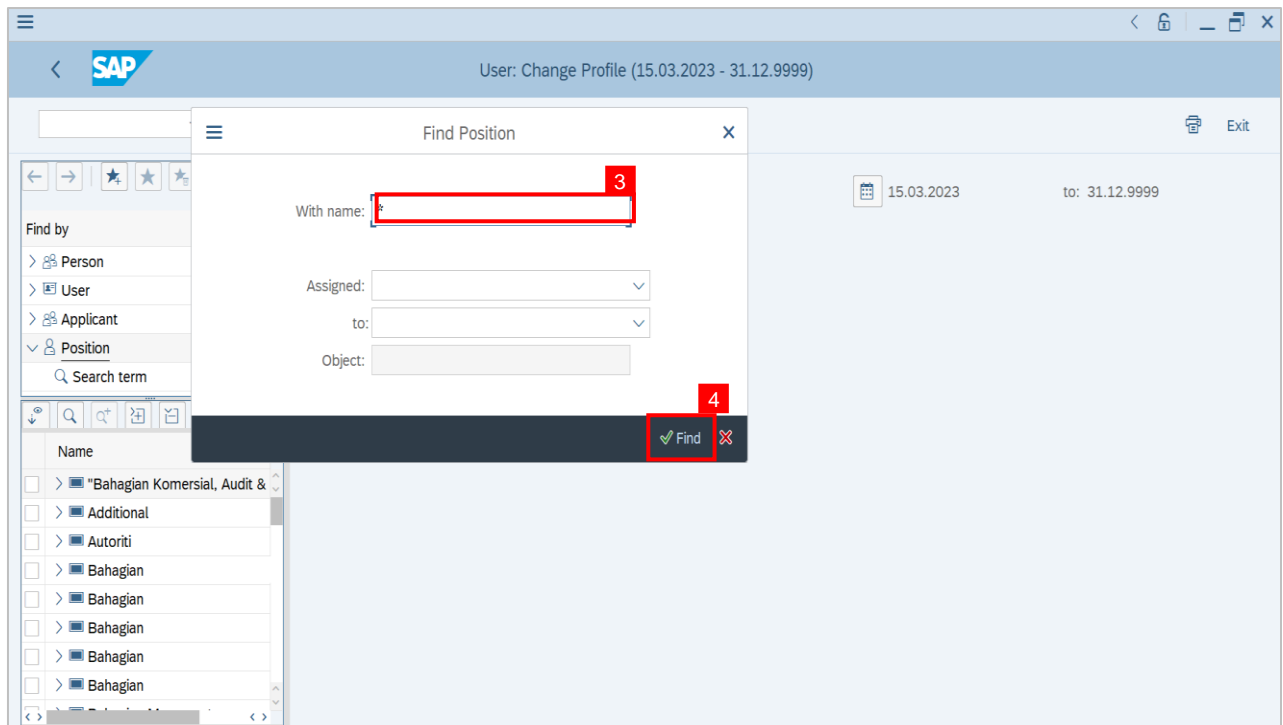 SAP
User: Change Profile (15.03.2023 - 31.12.9999)
Exit
Find Position
3
With name: *
Assigned:
to:
Object:
4
Find
15.03.2023 to: 31.12.9999
Find by
Person
User
Applicant
Position
Search term
Name
"Bahagian Komersial, Audit &
Additional
Autoriti
Bahagian
Bahagian
Bahagian
Bahagian
Bahagian